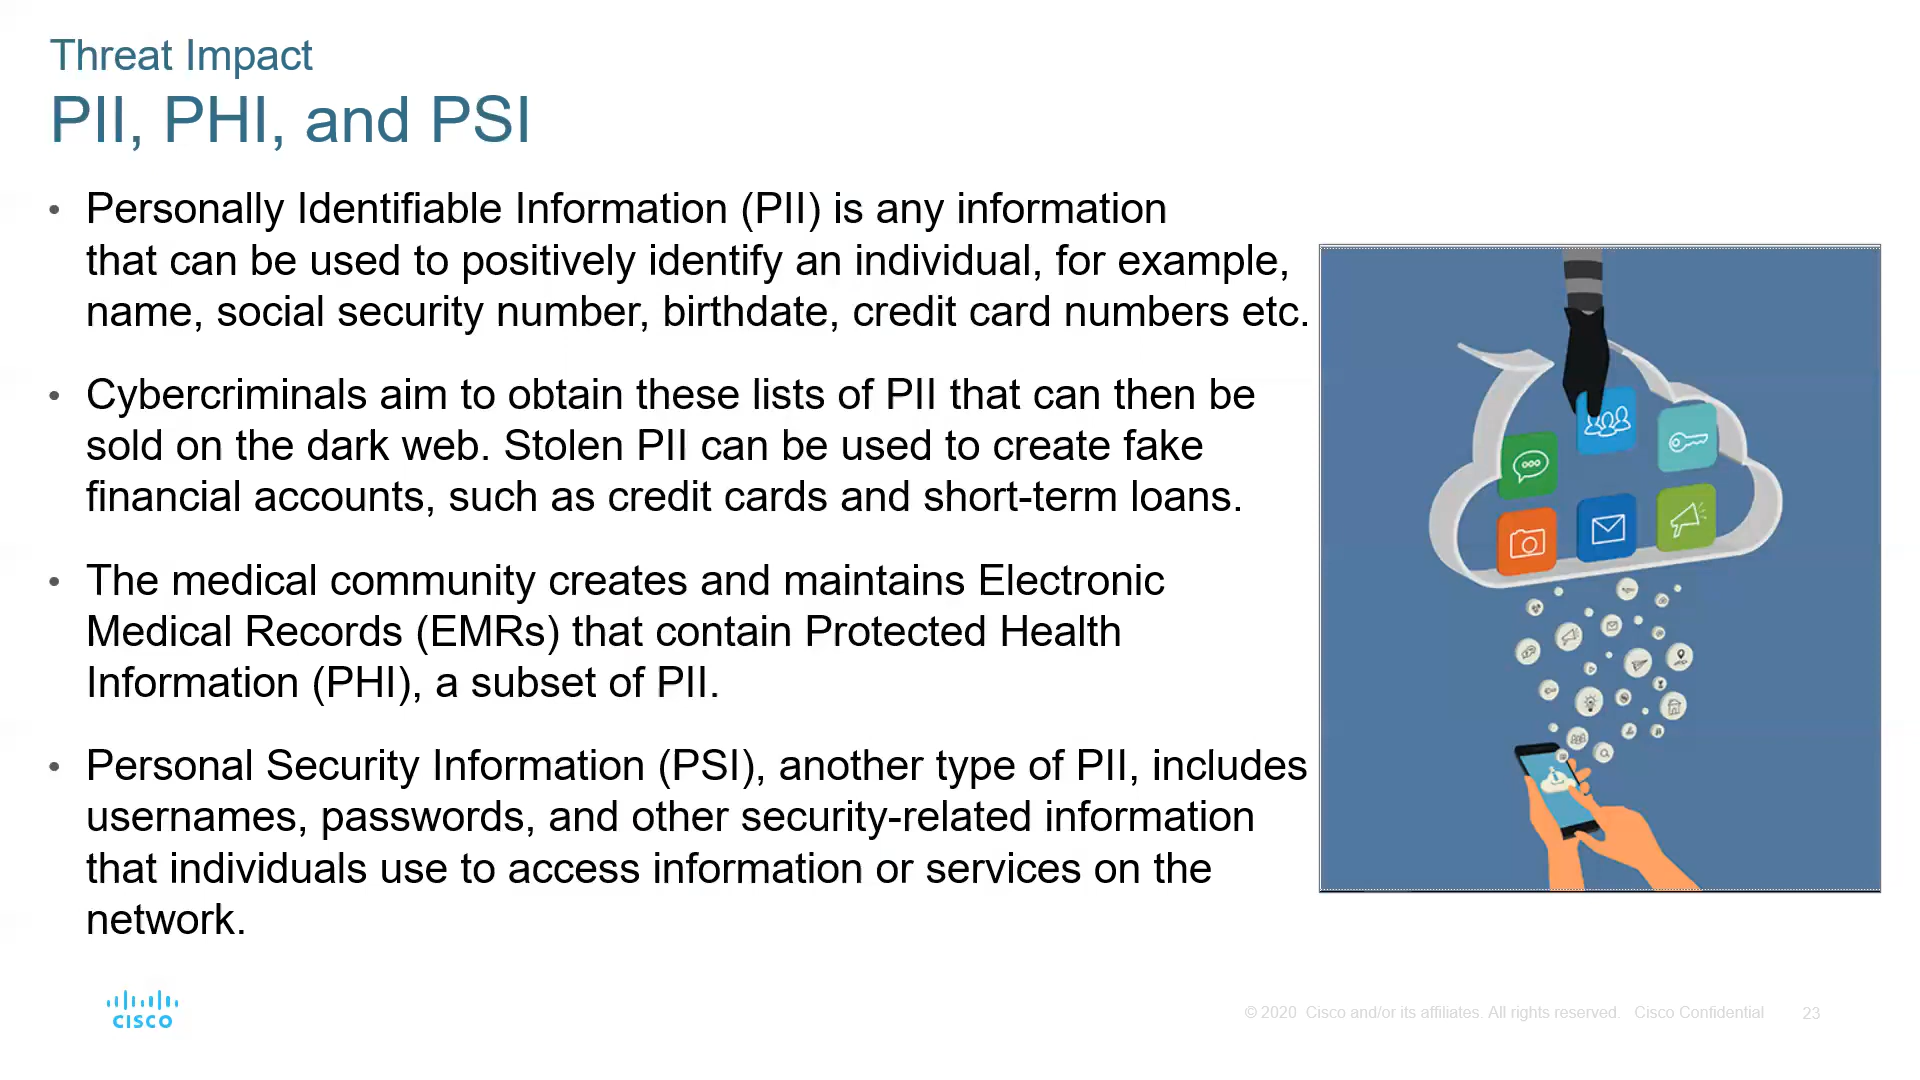 Threat Impact
PII, PHI, and PSI
• Personally Identifiable Information (PII) is any information
that can be used to positively identify an individual, for example,
name, social security number, birthdate, credit card numbers etc.
• Cybercriminals aim to obtain these lists of PII that can then be
sold on the dark web. Stolen PII can be used to create fake
financial accounts, such as credit cards and short-term loans.
• The medical community creates and maintains Electronic
Medical Records (EMRs) that contain Protected Health
Information (PHI), a subset of PII.
• Personal Security Information (PSI), another type of PII, includes
usernames, passwords, and other security-related information
that individuals use to access information or services on the
network.
CISCO
© 2020 Cisco and/or its affiliates. All rights reserved. Cisco Confidential 23